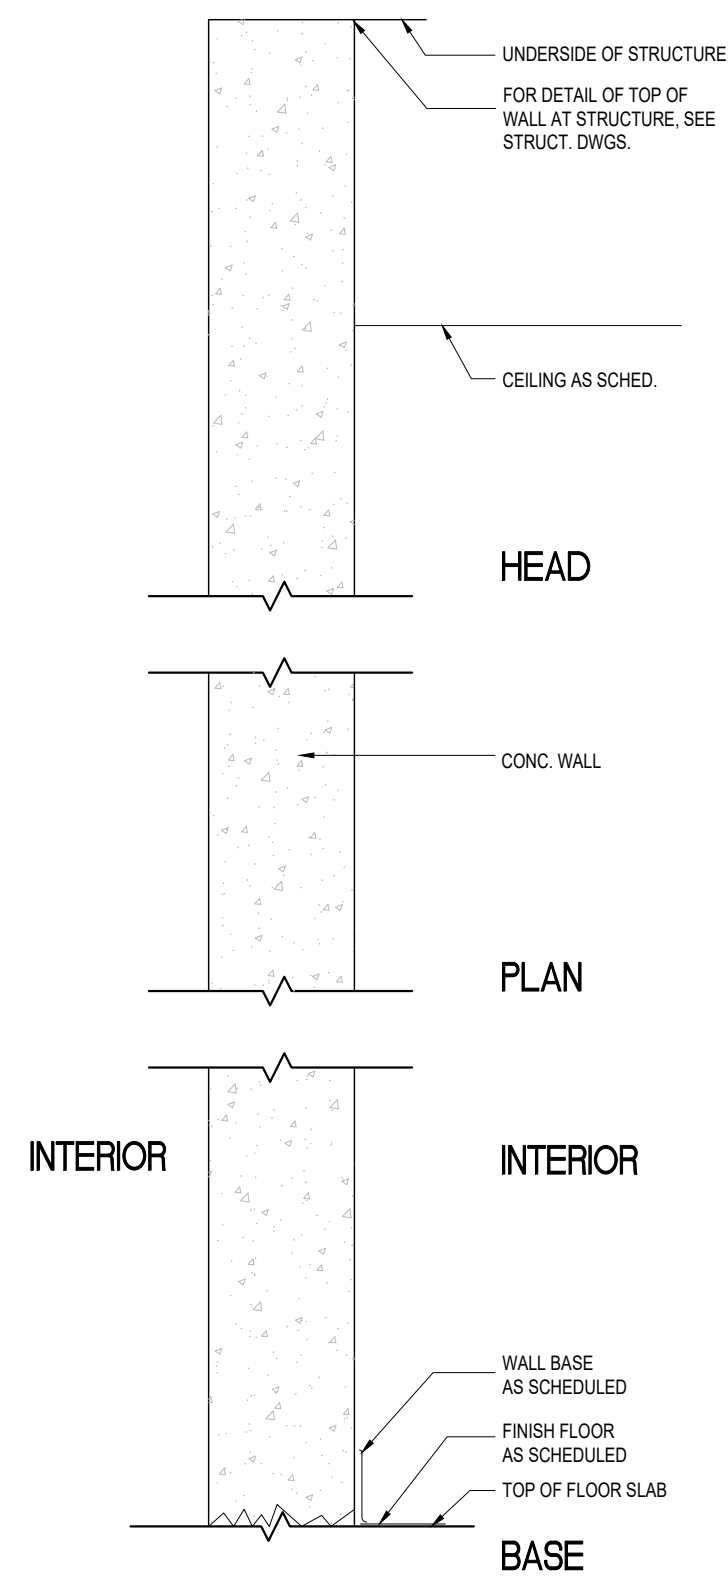 UNDERSIDE OF STRUCTURE
FOR DETAIL OF TOP OF
WALL AT STRUCTURE, SEE
STRUCT. DWGS.
CEILING AS SCHED.
HEAD
CONC. WALL
PLAN
INTERIOR
INTERIOR
WALL BASE
AS SCHEDULED
FINISH FLOOR
AS SCHEDULED
TOP OF FLOOR SLAB
BASE